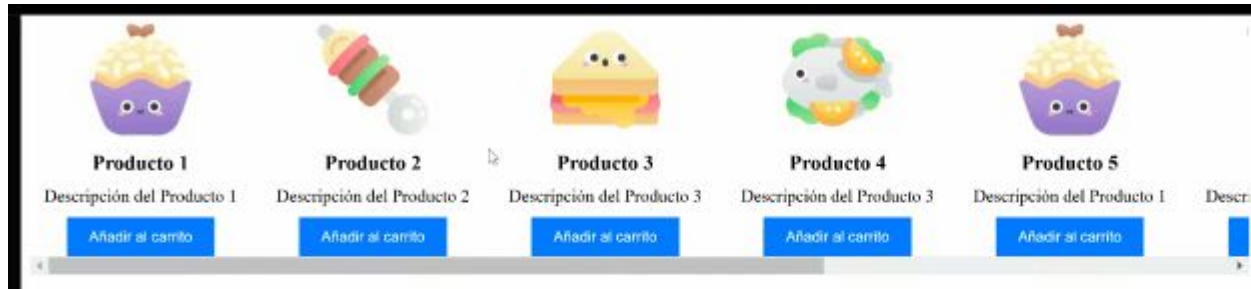 Producto 1 Producto 2 Producto 3 Producto 4 Producto 5
Descripción del Producto 1 Descripción del Producto 2 Descripción del Producto 3 Descripción del Producto 3 Descripción del Producto 1
Añadir al carrito Añadir al carrito Añadir al carrito Añadir al carrito Añadir al carrito